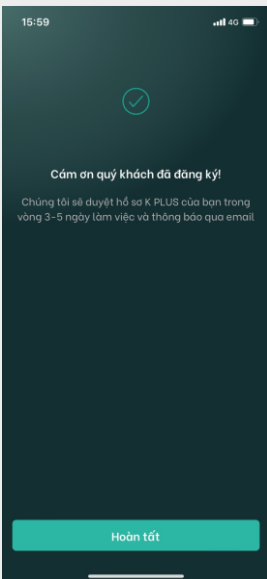 15:59
4G
Cám ơn quý khách đã đăng ký!
Chúng tôi sẽ duyệt hồ sơ K PLUS của bạn trong
vòng 3-5 ngày làm việc và thông báo qua email
Hoàn tất